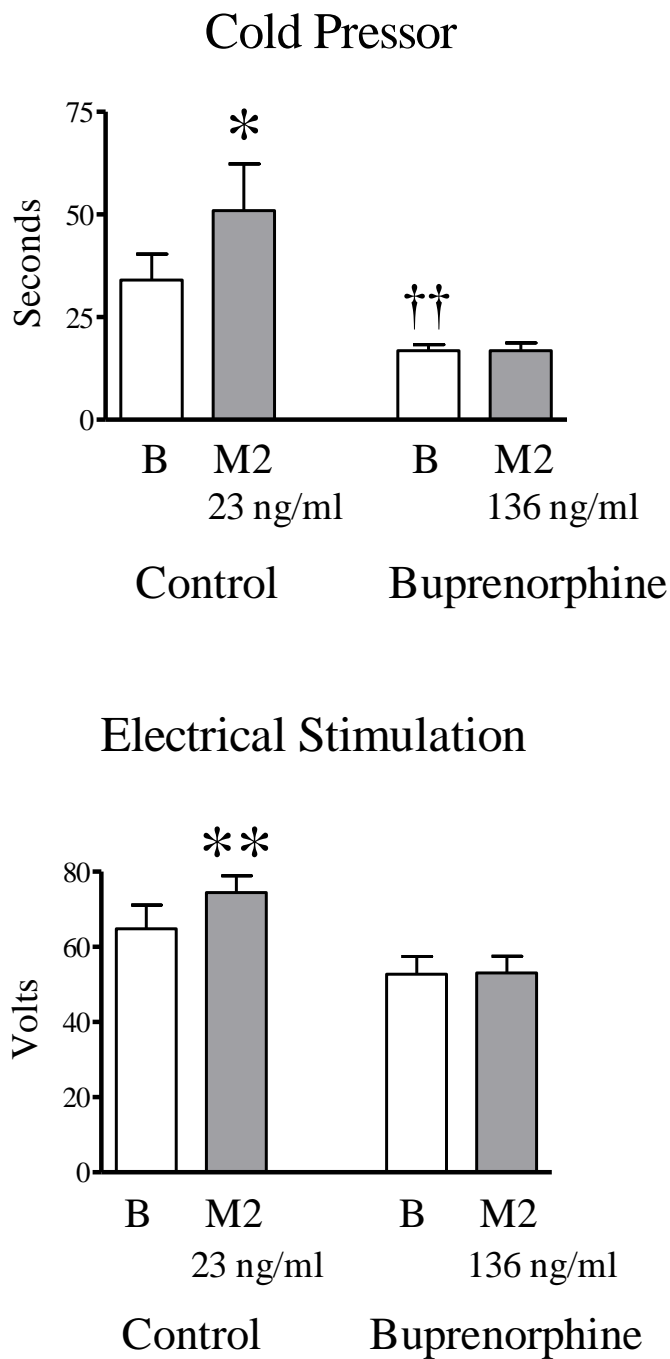 Cold Pressor
75
50
25
0
Seconds
*
††
B M2 B M2
23 ng/ml 136 ng/ml
Control Buprenorphine
Electrical Stimulation
80
60
40
20
0
Volts
**
B M2 B M2
23 ng/ml 136 ng/ml
Control Buprenorphine